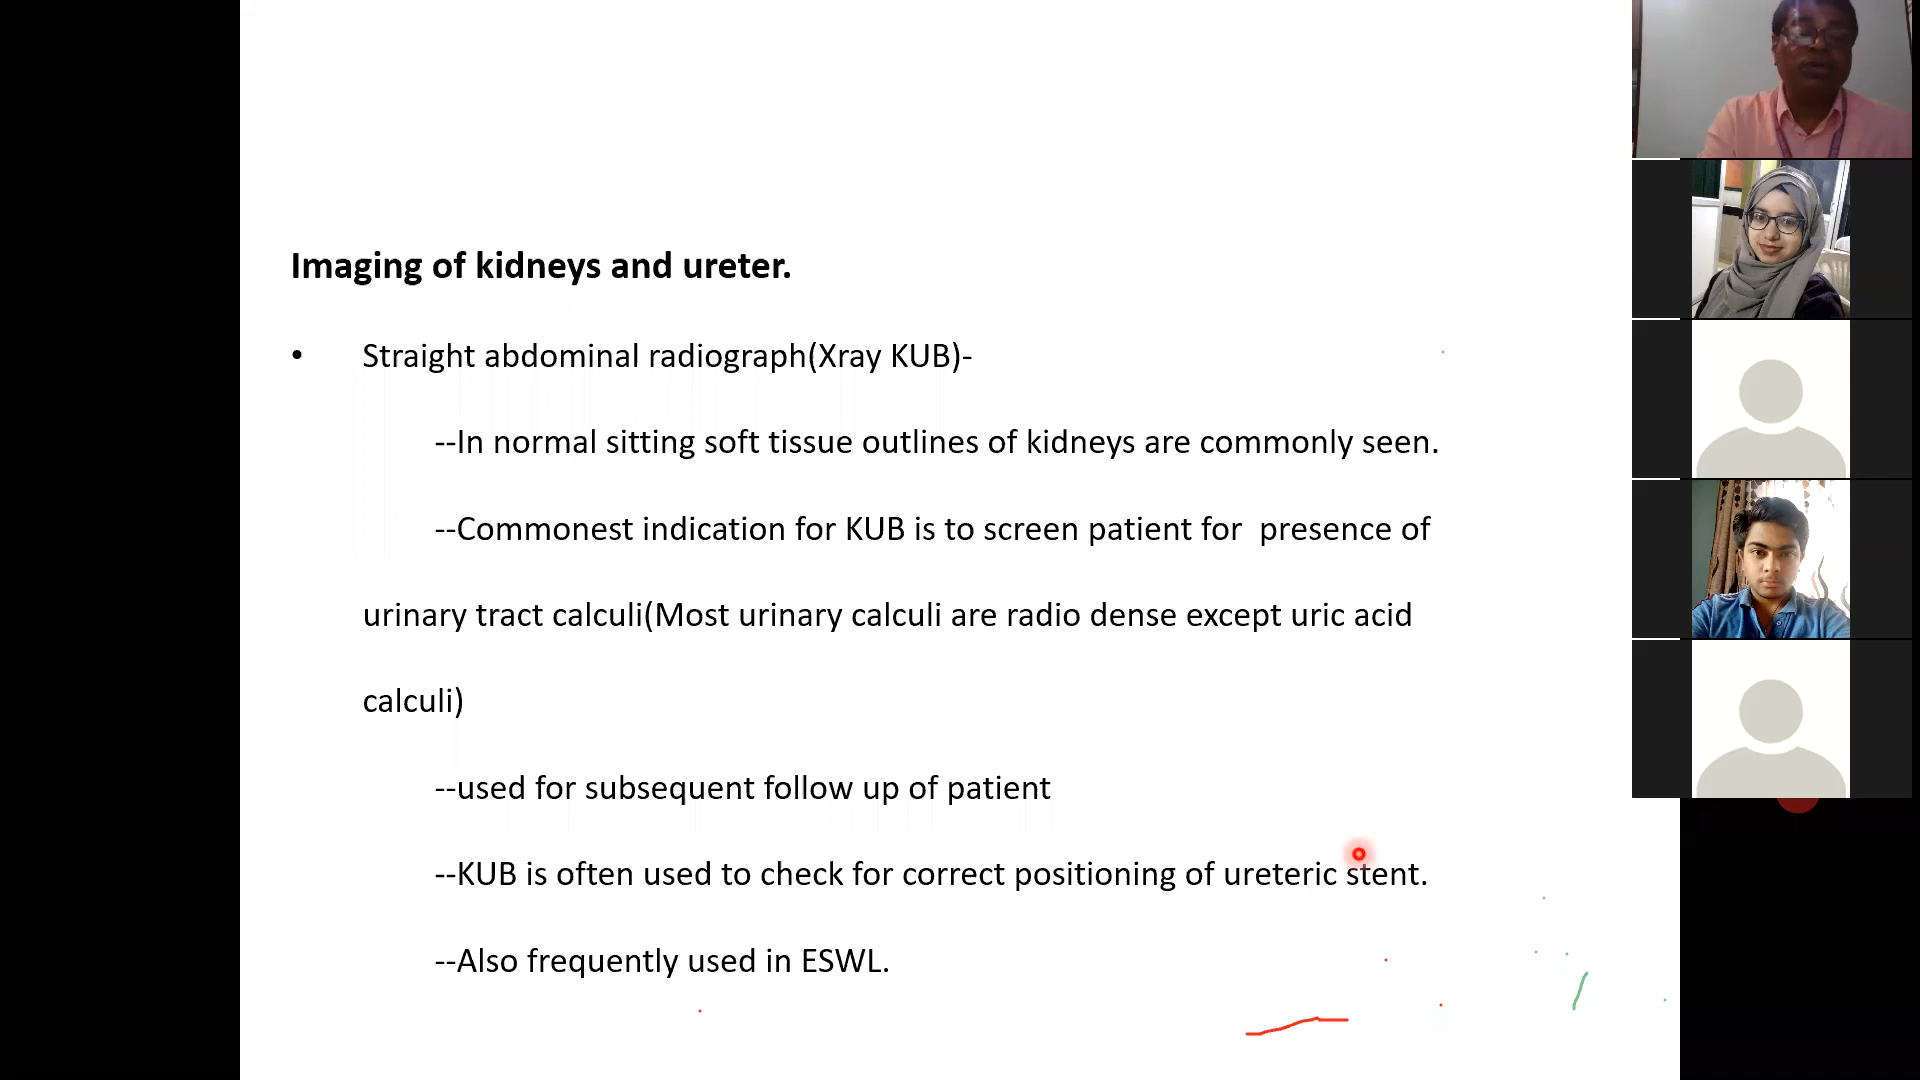 Imaging of kidneys and ureter.
• Straight abdominal radiograph(Xray KUB)-
--In normal sitting soft tissue outlines of kidneys are commonly seen.
--Commonest indication for KUB is to screen patient for  presence of
urinary tract calculi(Most urinary calculi are radio dense except uric acid
calculi)
--used for subsequent follow up of patient
--KUB is often used to check for correct positioning of ureteric stent.
--Also frequently used in ESWL.